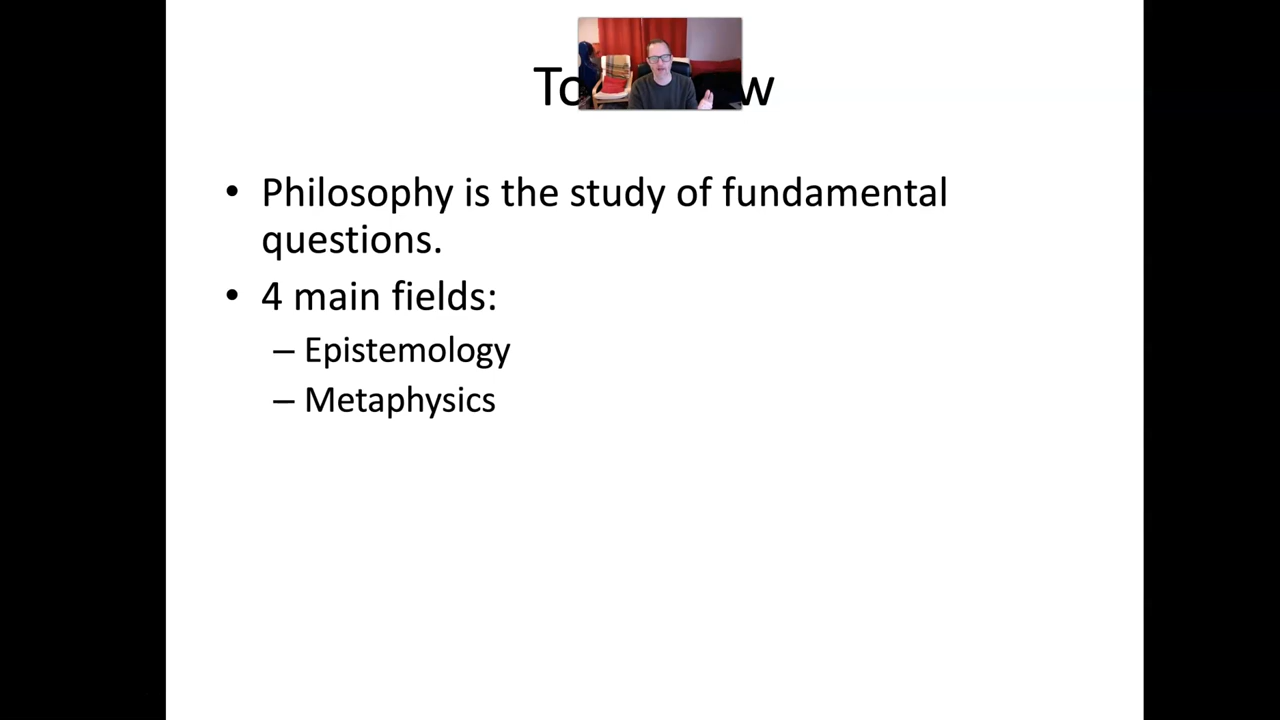 • Philosophy is the study of fundamental
questions.
• 4 main fields:
– Epistemology
– Metaphysics